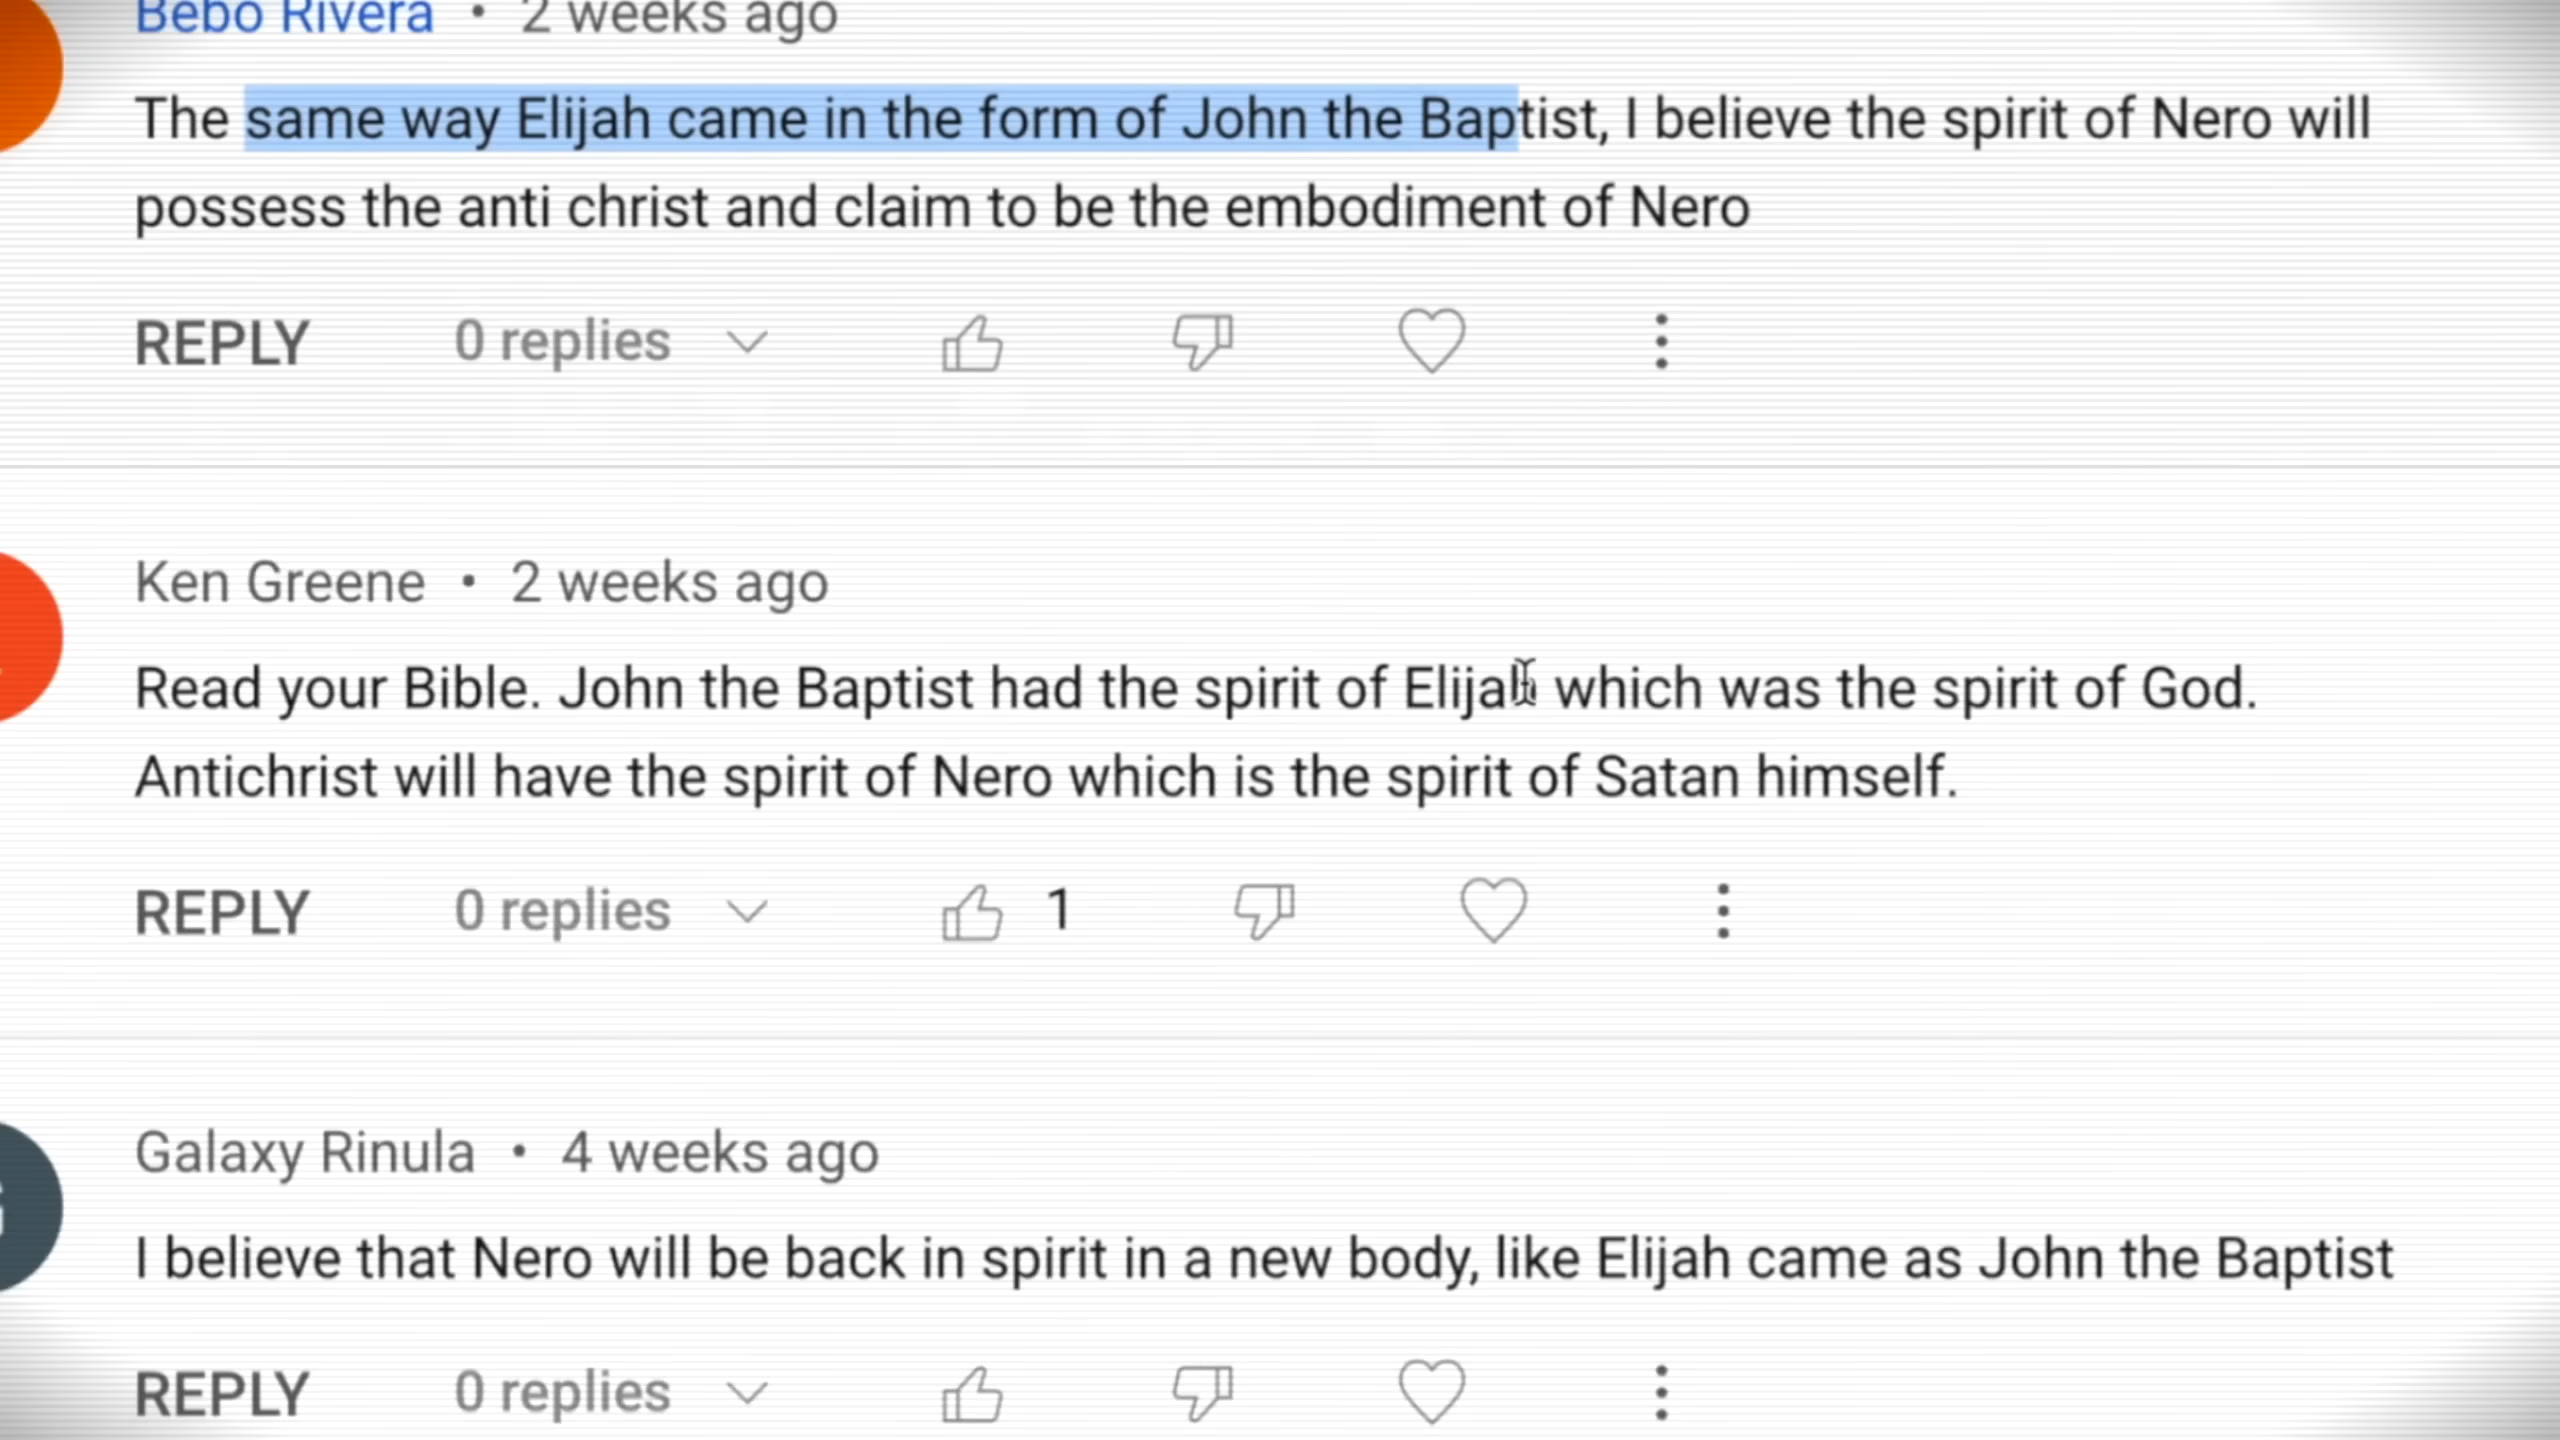 Bebo Rivera • 2 weeks ago
The same way Elijah came in the form of John the Baptist, I believe the spirit of Nero will
possess the anti christ and claim to be the embodiment of Nero
REPLY 0 replies
Ken Greene • 2 weeks ago
Read your Bible. John the Baptist had the spirit of Elijah which was the spirit of God.
Antichrist will have the spirit of Nero which is the spirit of Satan himself.
REPLY 0 replies 1
Galaxy Rinula • 4 weeks ago
I believe that Nero will be back in spirit in a new body, like Elijah came as John the Baptist
REPLY 0 replies